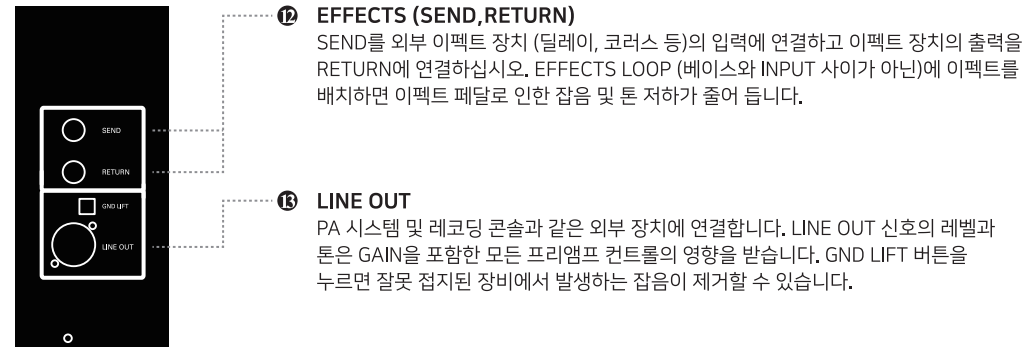 ⓬ EFFECTS (SEND,RETURN)
SEND를 외부 이펙트 장치 (딜레이, 코러스 등)의 입력에 연결하고 이펙트 장치의 출력을
RETURN에 연결하십시오. EFFECTS LOOP (베이스와 INPUT 사이가 아닌)에 이펙트를
배치하면 이펙트 페달로 인한 잡음 및 톤 저하가 줄어 듭니다.
SEND
RETURN
⓭ LINE OUT
PA 시스템 및 레코딩 콘솔과 같은 외부 장치에 연결합니다. LINE OUT 신호의 레벨과
톤은 GAIN을 포함한 모든 프리앰프 컨트롤의 영향을 받습니다. GND LIFT 버튼을
누르면 잘못 접지된 장비에서 발생하는 잡음이 제거할 수 있습니다.
GND LIFT
LINE OUT